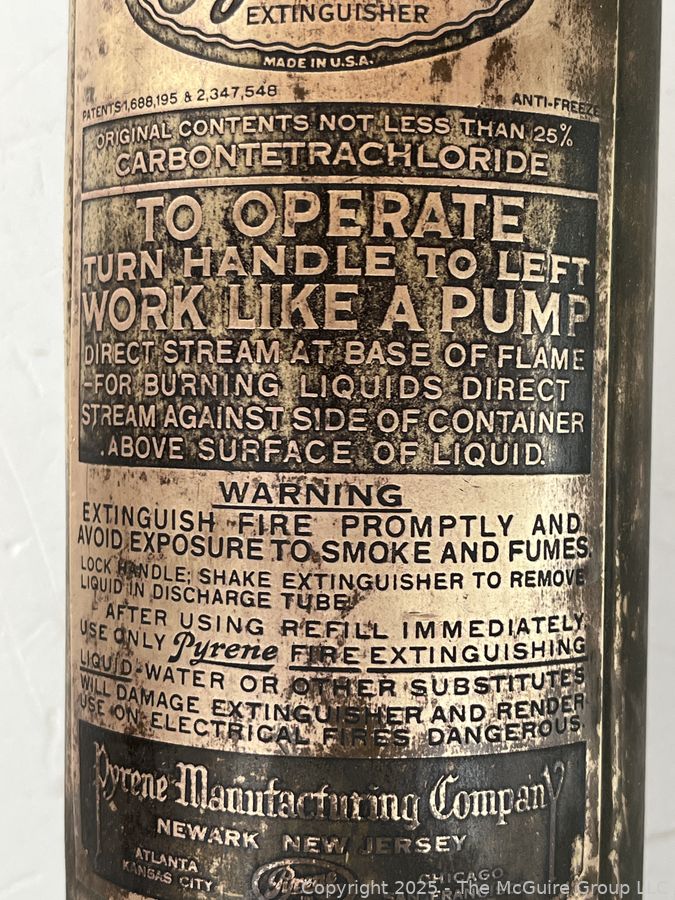 EXTINGUISHER
MADE IN U.S.A.
PATENTS 1,688,195 & 2,347,548 ANTI-FREEZE
ORIGINAL CONTENTS NOT LESS THAN 25%
CARBONTETRACHLORIDE
TO OPERATE
TURN HANDLE TO LEFT
WORK LIKE A PUMP
DIRECT STREAM AT BASE OF FLAME
-FOR BURNING LIQUIDS DIRECT
STREAM AGAINST SIDE OF CONTAINER
ABOVE SURFACE OF LIQUID.
WARNING
EXTINGUISH FIRE PROMPTLY AND
AVOID EXPOSURE TO SMOKE AND FUMES.
LOCK HANDLE; SHAKE EXTINGUISHER TO REMOVE
LIQUID IN DISCHARGE TUBE
AFTER USING REFILL IMMEDIATELY
USE ONLY Pyrene FIRE EXTINGUISHING
LIQUID-WATER OR OTHER SUBSTITUTES
WILL DAMAGE EXTINGUISHER AND RENDER
USE ON ELECTRICAL FIRES DANGEROUS.
Pyrene Manufacturing Company
NEWARK NEW JERSEY
ATLANTA
KANSAS CITY
Pyrene
CHICAGO
Copyright 2025 - The McGuire Group LLC